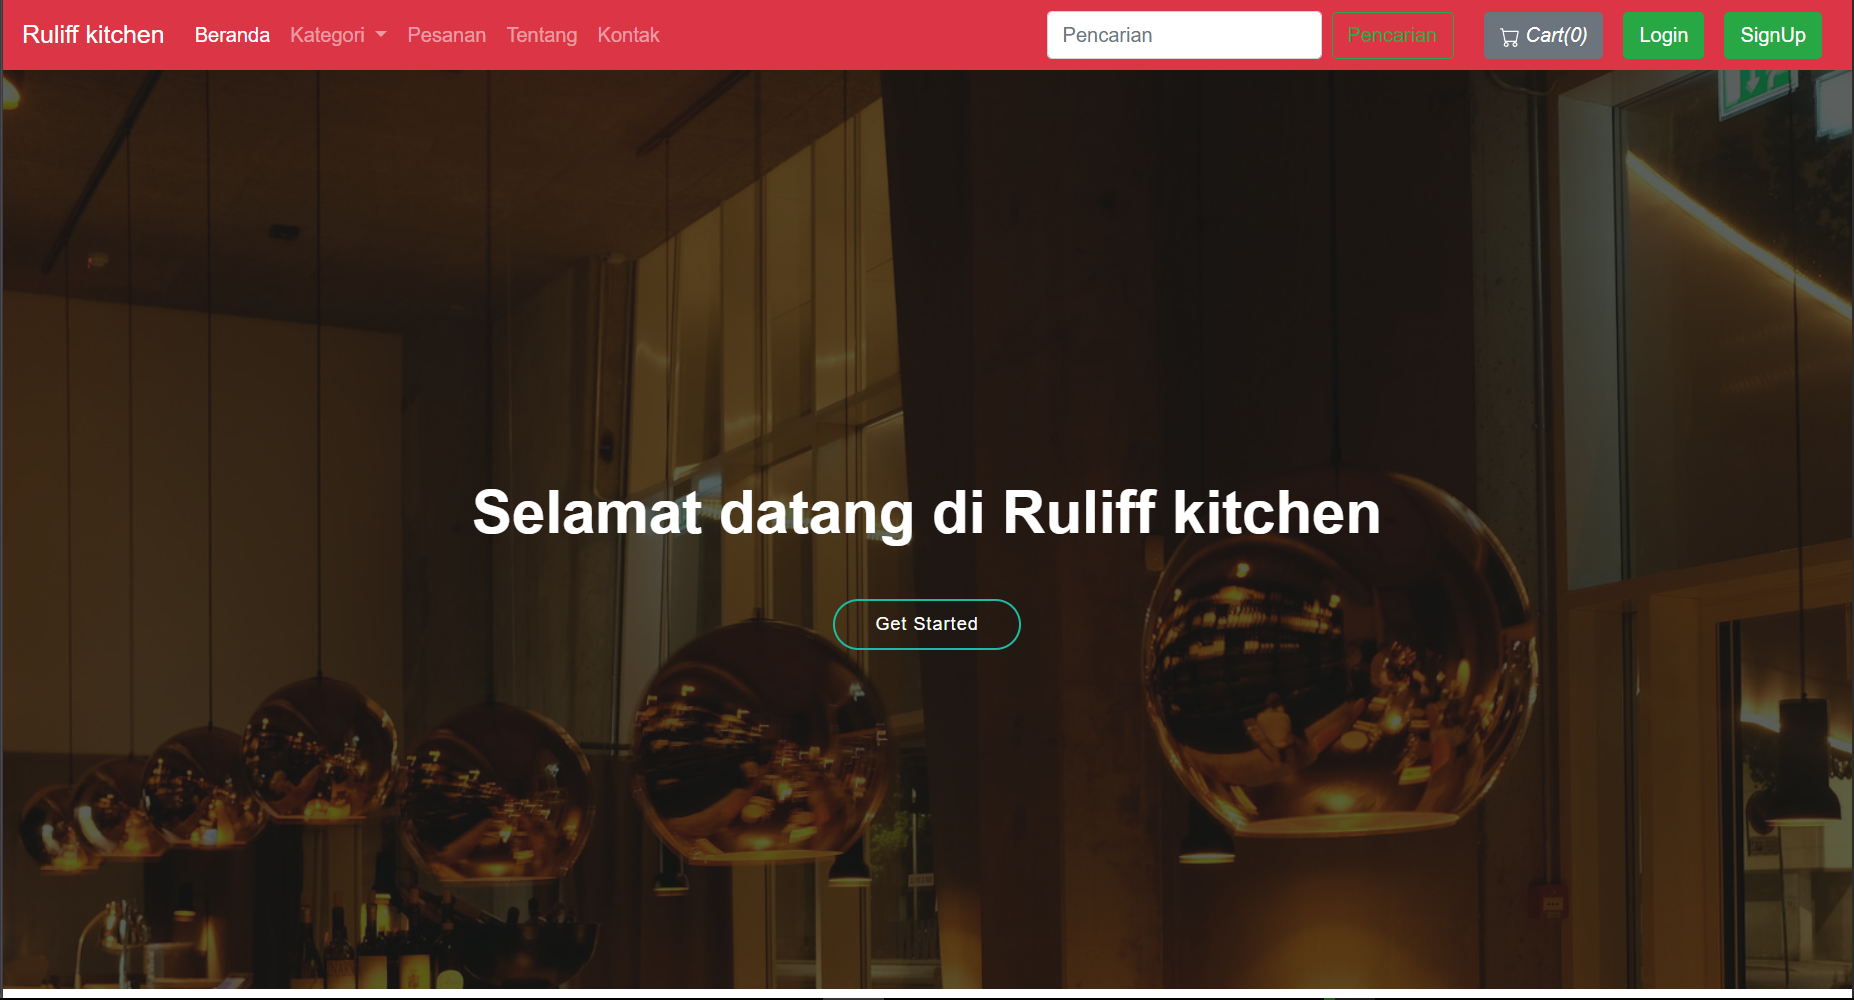 Ruliff kitchen Beranda Kategori Pesanan Tentang Kontak Pencarian Pencarian Cart(0) Login SignUp
Selamat datang di Ruliff kitchen
Get Started